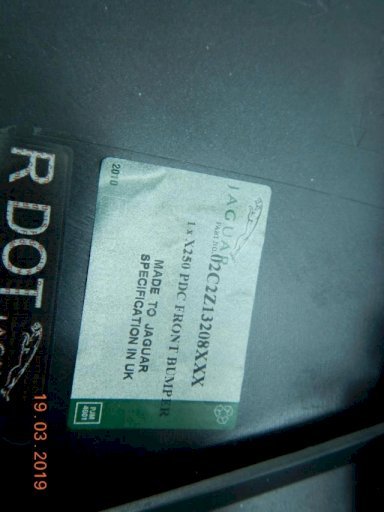 JAGUAR
PART NO.
02C2Z13208XXX
1 x X250 PDC FRONT BUMPER
MADE TO JAGUAR
SPECIFICATION IN UK
2010
R DOT
19.03.2019